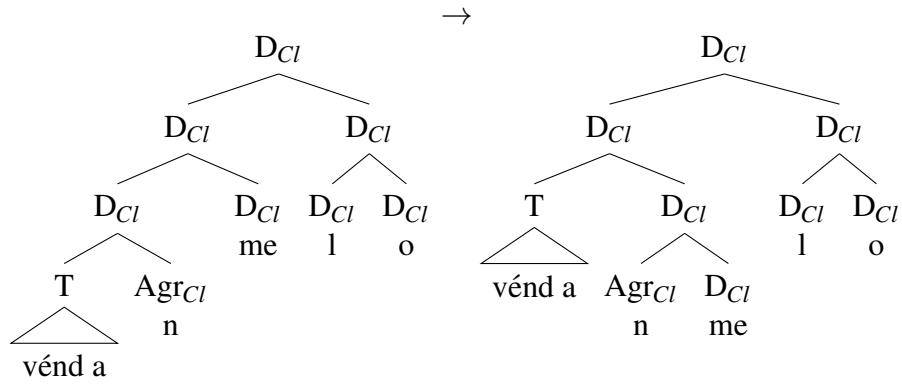 →
D_Cl D_Cl
D_Cl D_Cl D_Cl D_Cl
D_Cl D_Cl D_Cl D_Cl T D_Cl D_Cl D_Cl
me l o l o
T Agr_Cl vénd a Agr_Cl D_Cl
n n me
vénd a